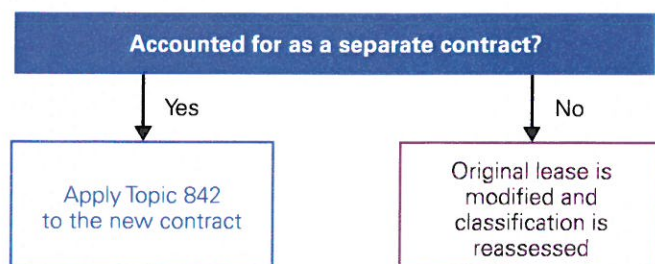 Accounted for as a separate contract?
Yes
No
Apply Topic 842
to the new contract
Original lease is
modified and
classification is
reassessed